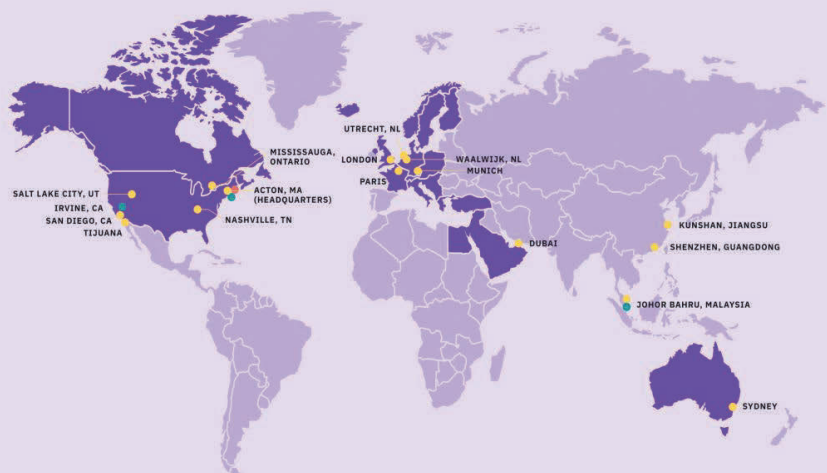 UTRECHT, NL
MISSISSAUGA,
ONTARIO
LONDON
WAALWIJK, NL
MUNICH
PARIS
SALT LAKE CITY, UT
ACTON, MA
(HEADQUARTERS)
IRVINE, CA
SAN DIEGO, CA
NASHVILLE, TN
TIJUANA
KUNSHAN, JIANGSU
DUBAI
SHENZHEN, GUANGDONG
JOHOR BAHRU, MALAYSIA
SYDNEY